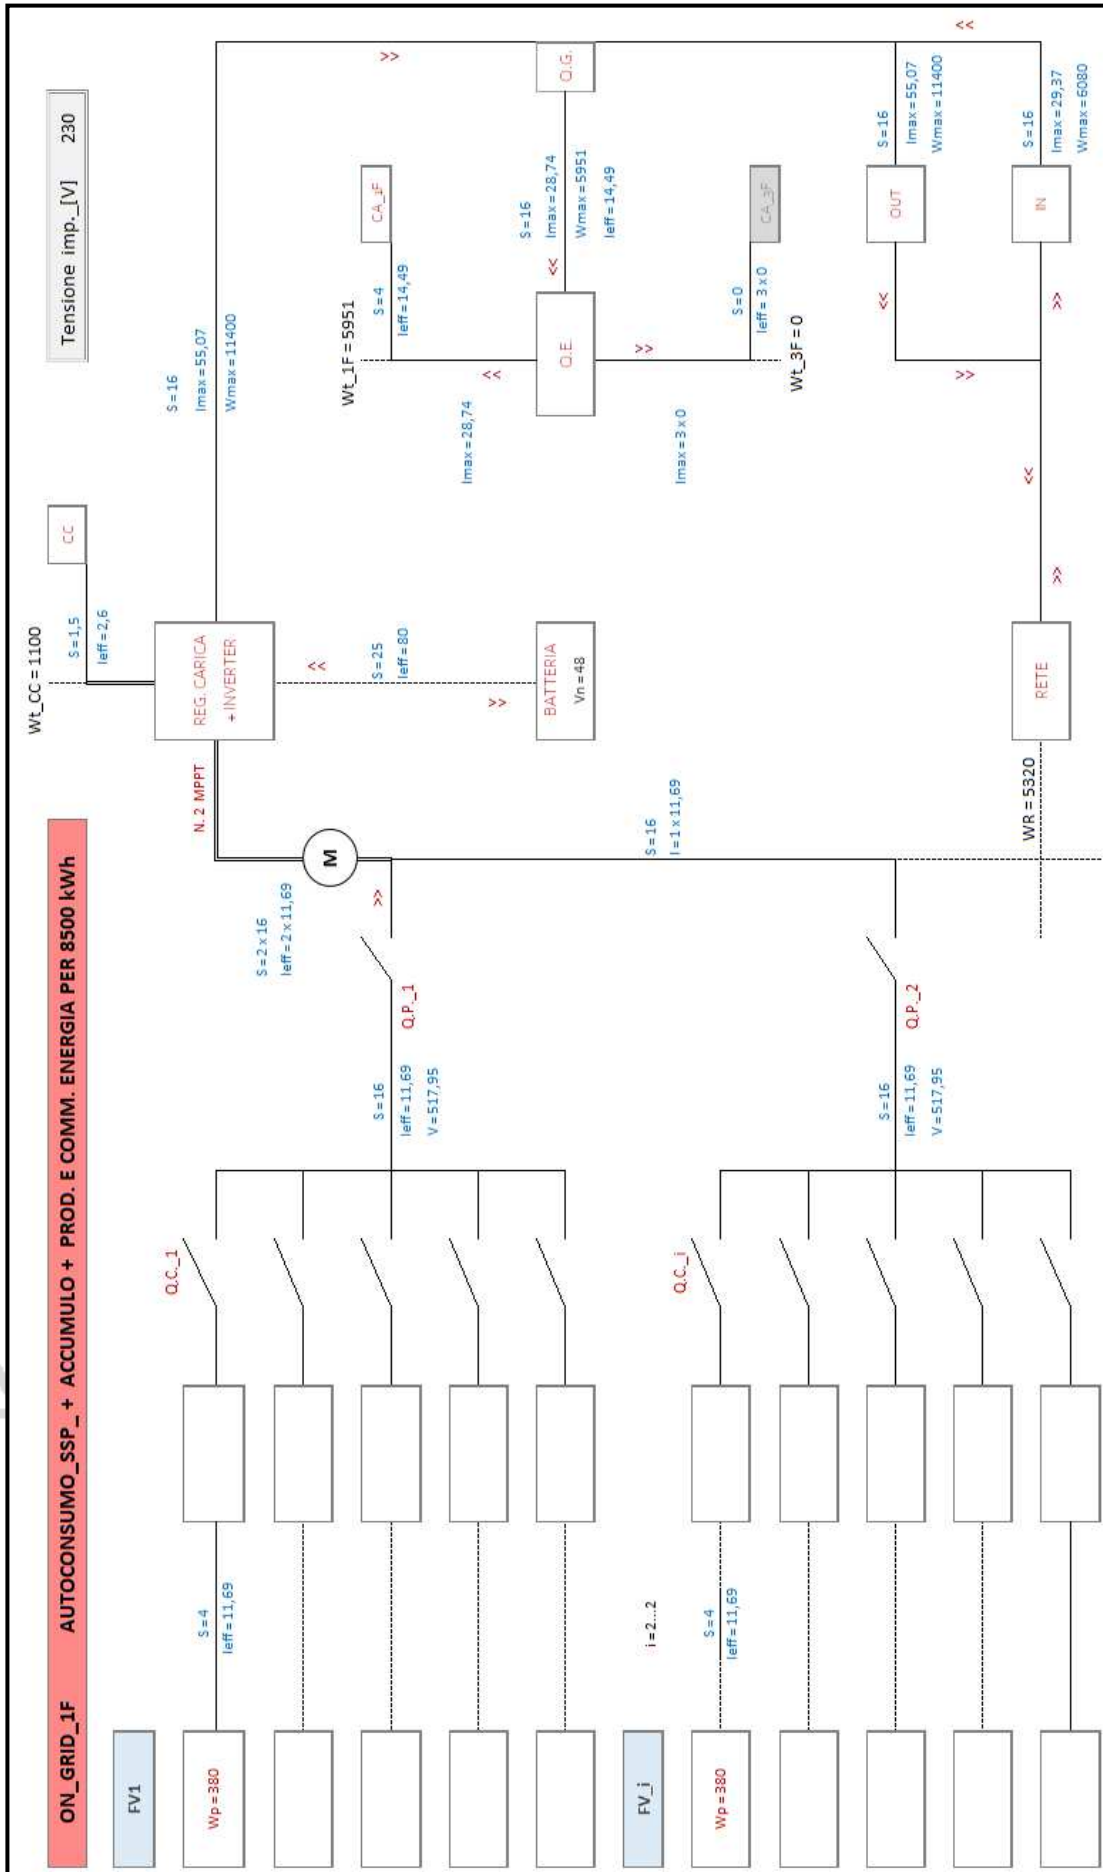 ON_GRID_1F AUTOCONSUMO_SSP_ + ACCUMULO + PROD. E COMM. ENERGIA PER 8500 kWh
Tensione imp._[V] 230
FV1
Wp=380
S=4
Ieff=11,69
Q.C._1
S=16
Ieff=11,69
V=517,95
Q.P._1
>>
S=2x16
Ieff=2x11,69
M
N. 2 MPPT
REG. CARICA
+ INVERTER
Wt_CC=1100
S=1,5
Ieff=2,6
CC
S=16
Imax=55,07
Wmax=11400
>>
<<
>>
S=25
Ieff=80
BATTERIA
Vn=48
S=16
I=1x11,69
Wt_1F=5951
S=4
Ieff=14,49
CA_1F
Imax=28,74
<<
Q.E.
<<
S=16
Imax=28,74
Wmax=5951
Ieff=14,49
Q.G.
>>
Imax=3x0
Wt_3F=0
S=0
Ieff=3x0
CA_3F
FV_i
i=2...2
Wp=380
S=4
Ieff=11,69
Q.C._i
S=16
Ieff=11,69
V=517,95
Q.P._2
WR=5320
RETE
>>
<<
>>
<<
OUT
S=16
Imax=55,07
Wmax=11400
>>
IN
S=16
Imax=29,37
Wmax=6080
<<